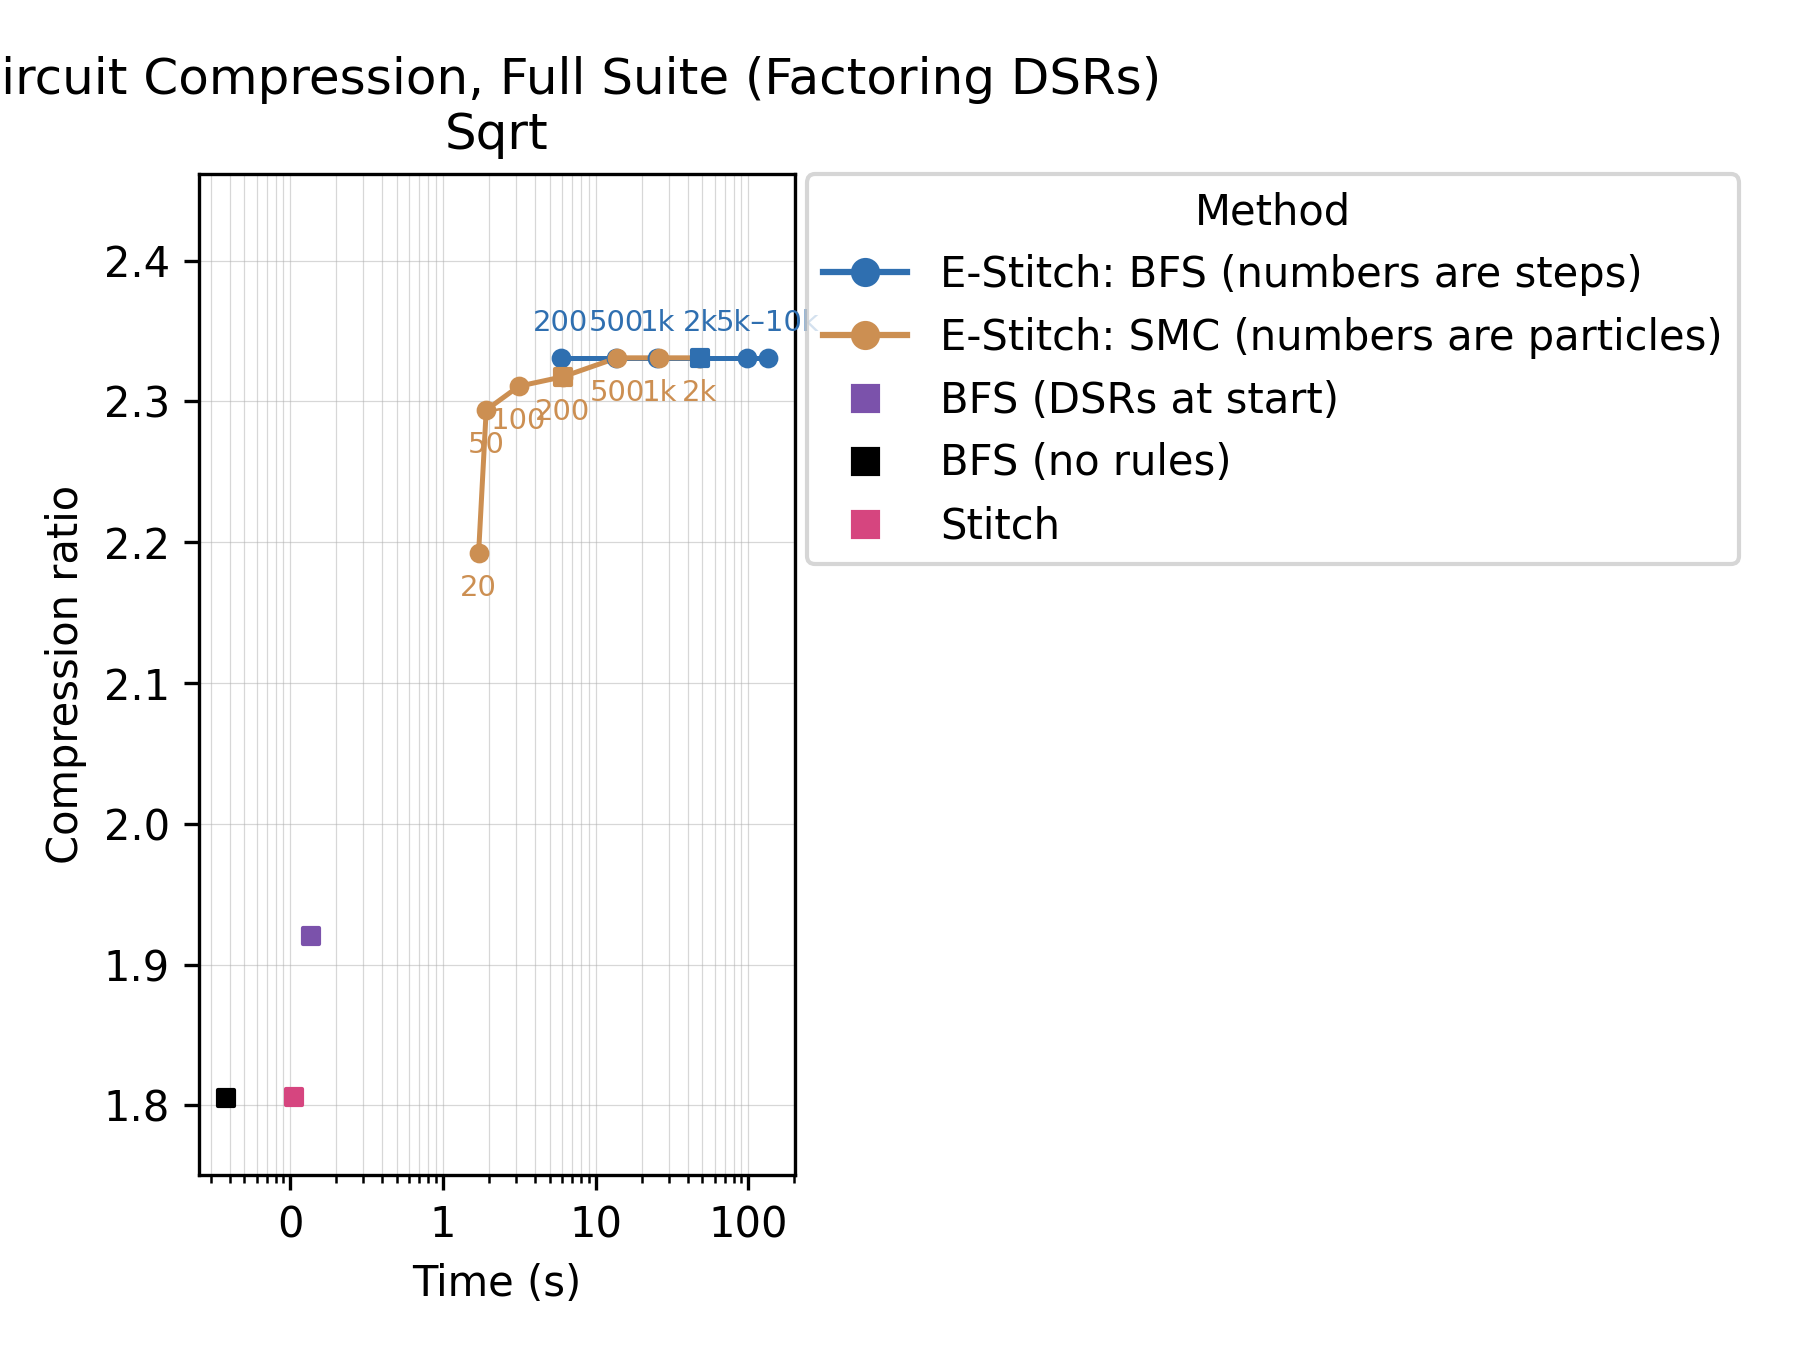 ircuit Compression, Full Suite (Factoring DSRs)
Sqrt
Method
E-Stitch: BFS (numbers are steps)
E-Stitch: SMC (numbers are particles)
BFS (DSRs at start)
BFS (no rules)
Stitch
Compression ratio
2.4
2.3
2.2
2.1
2.0
1.9
1.8
200 500 1k 2k 5k–10k
20 50 100 200 500 1k 2k
0 1 10 100
Time (s)